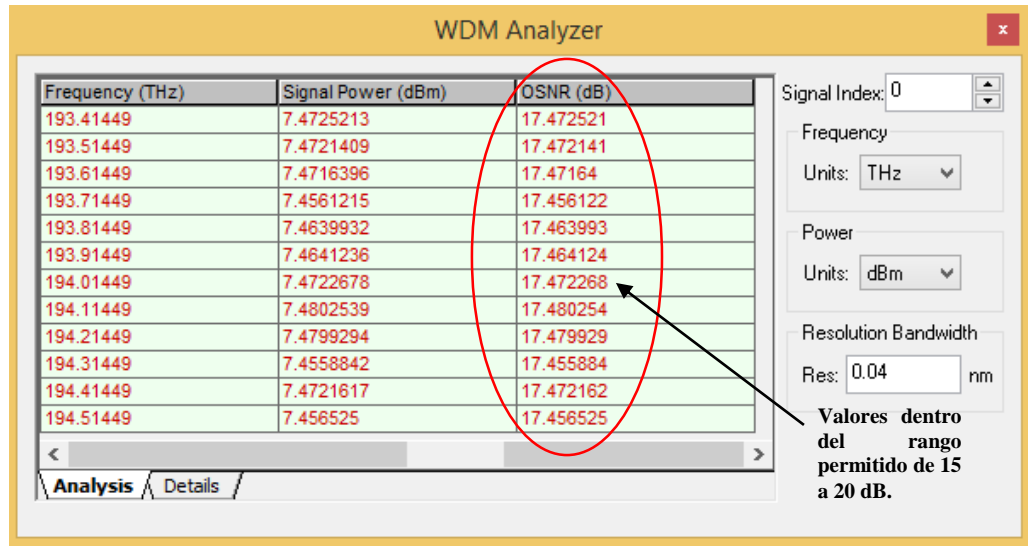 WDM Analyzer
x
Frequency (THz) Signal Power (dBm) OSNR (dB)
193.41449 7.4725213 17.472521
193.51449 7.4721409 17.472141
193.61449 7.4716396 17.47164
193.71449 7.4561215 17.456122
193.81449 7.4639932 17.463993
193.91449 7.4641236 17.464124
194.01449 7.4722678 17.472268
194.11449 7.4802539 17.480254
194.21449 7.4799294 17.479929
194.31449 7.4558842 17.455884
194.41449 7.4721617 17.472162
194.51449 7.456525 17.456525
Analysis Details
Signal Index: 0
Frequency
Units: THz
Power
Units: dBm
Resolution Bandwidth
Res: 0.04 nm
Valores dentro
del rango
permitido de 15
a 20 dB.